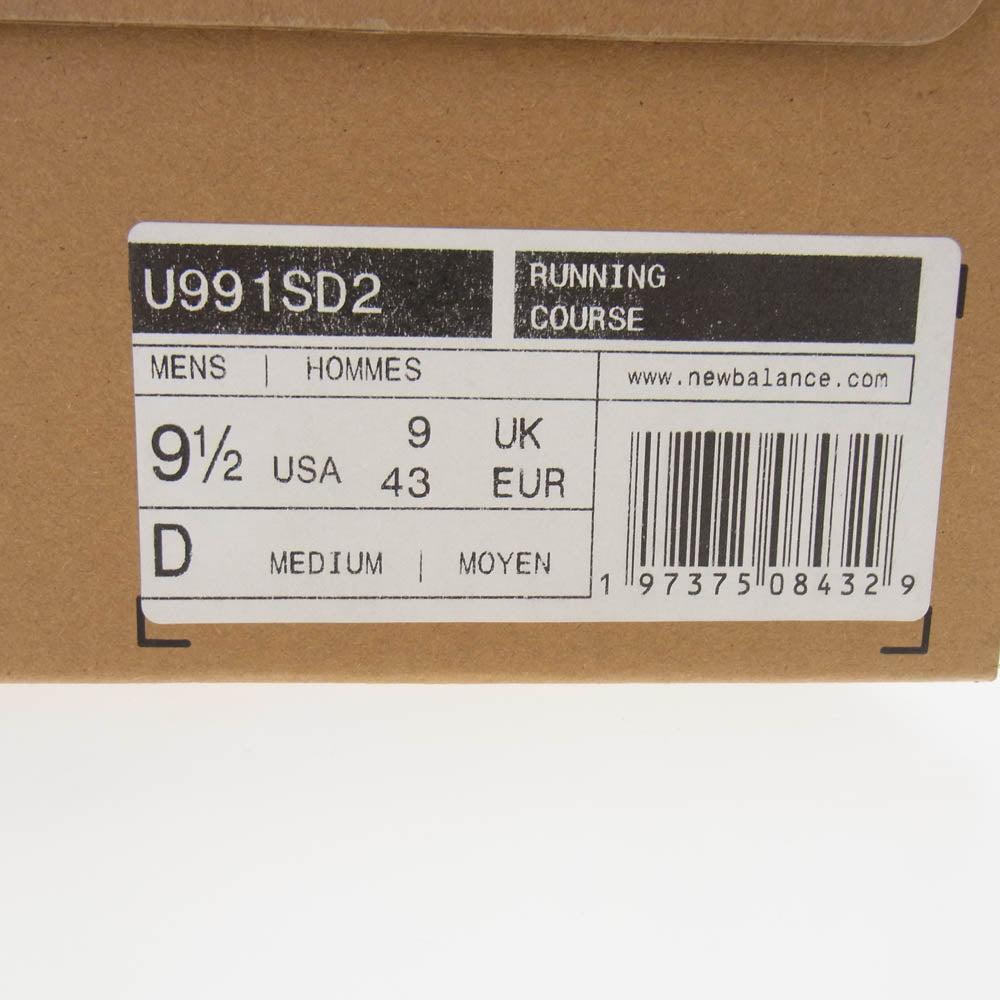 U991SD2
RUNNING
COURSE
MENS | HOMMES
www.newbalance.com
9½ USA
9 UK
43 EUR
D MEDIUM | MOYEN
1 97375 08432 9